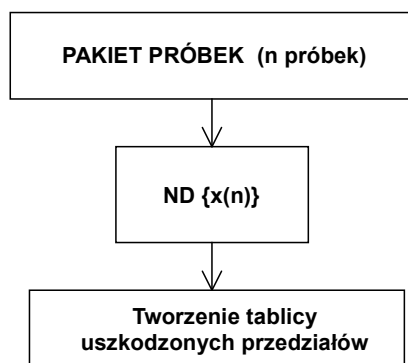 PAKIET PRÓBEK (n próbek)
ND {x(n)}
Tworzenie tablicy
uszkodzonych przedziałów